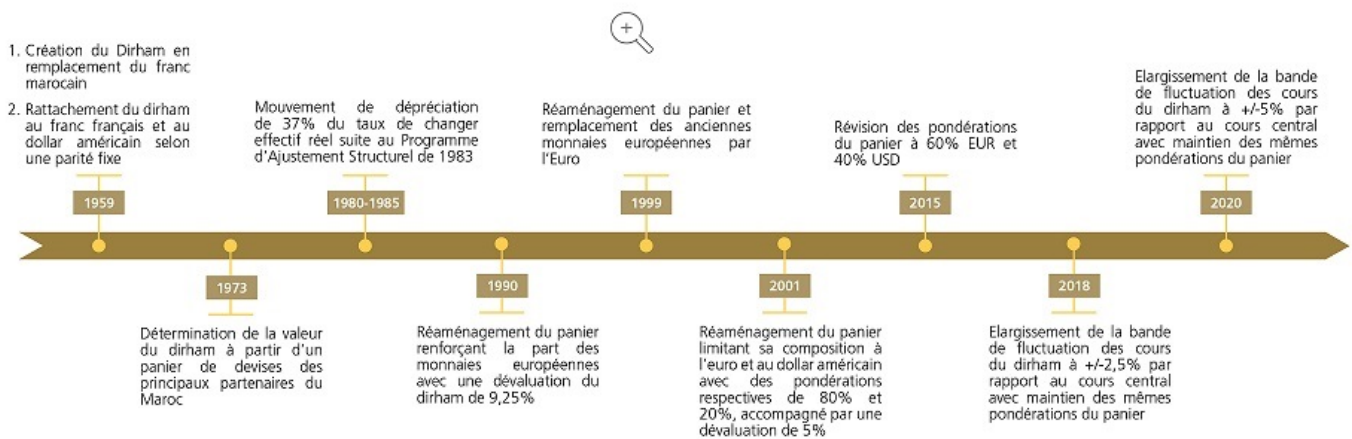 1. Création du Dirham en
remplacement du franc
marocain
2. Rattachement du dirham
au franc français et au
dollar américain selon
une parité fixe
1959
1973
Détermination de la valeur
du dirham à partir d'un
panier de devises des
principaux partenaires du
Maroc
Mouvement de dépréciation
de 37% du taux de changer
effectif réel suite au Programme
d'Ajustement Structurel de 1983
1980-1985
1990
Réaménagement du panier
renforçant la part des
monnaies européennes
avec une dévaluation du
dirham de 9,25%
Réaménagement du panier et
remplacement des anciennes
monnaies européennes par
l'Euro
1999
2001
Réaménagement du panier
limitant sa composition à
l'euro et au dollar américain
avec des pondérations
respectives de 80% et
20%, accompagné par une
dévaluation de 5%
Révision des pondérations
du panier à 60% EUR et
40% USD
2015
2018
Elargissement de la bande
de fluctuation des cours
du dirham à +/-2,5% par
rapport au cours central
avec maintien des mêmes
pondérations du panier
Elargissement de la bande
de fluctuation des cours
du dirham à +/-5% par
rapport au cours central
avec maintien des mêmes
pondérations du panier
2020